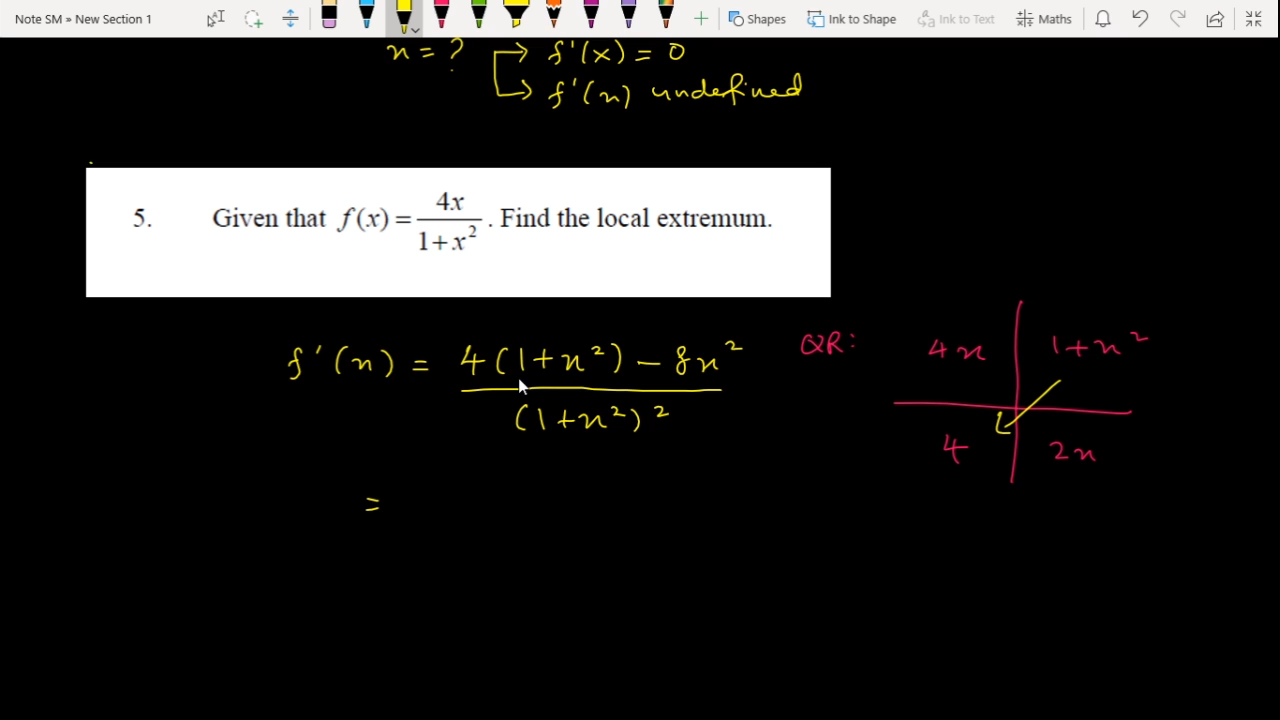 Note SM » New Section 1
Shapes
Ink to Shape
Ink to Text
Maths
x = ? → f'(x) = 0
→ f'(x) undefined
5. Given that f(x) = 4x / (1+x²) . Find the local extremum.
f'(x) = 4(1+x²) − 8x² / (1+x²)²
=
QR:
4x 1+x²
4 2x